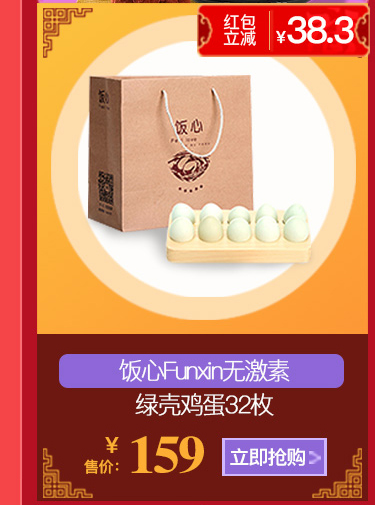 红包
立减
¥38.3
饭心
饭心Funxin无激素
绿壳鸡蛋32枚
¥
售价：159
立即抢购>